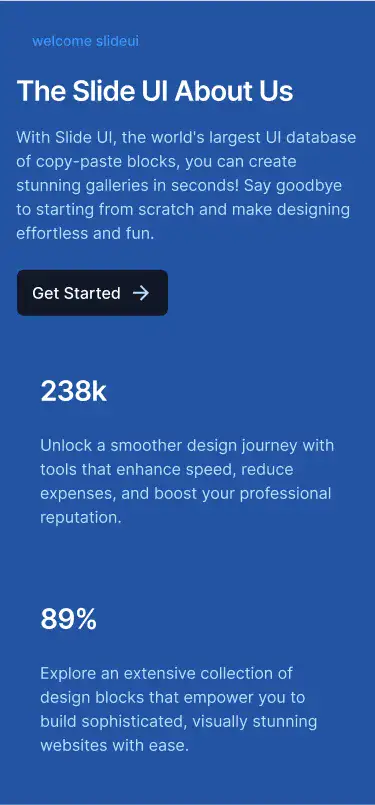 welcome slideui
The Slide UI About Us
With Slide UI, the world's largest UI database
of copy-paste blocks, you can create
stunning galleries in seconds! Say goodbye
to starting from scratch and make designing
effortless and fun.
Get Started
238k
Unlock a smoother design journey with
tools that enhance speed, reduce
expenses, and boost your professional
reputation.
89%
Explore an extensive collection of
design blocks that empower you to
build sophisticated, visually stunning
websites with ease.